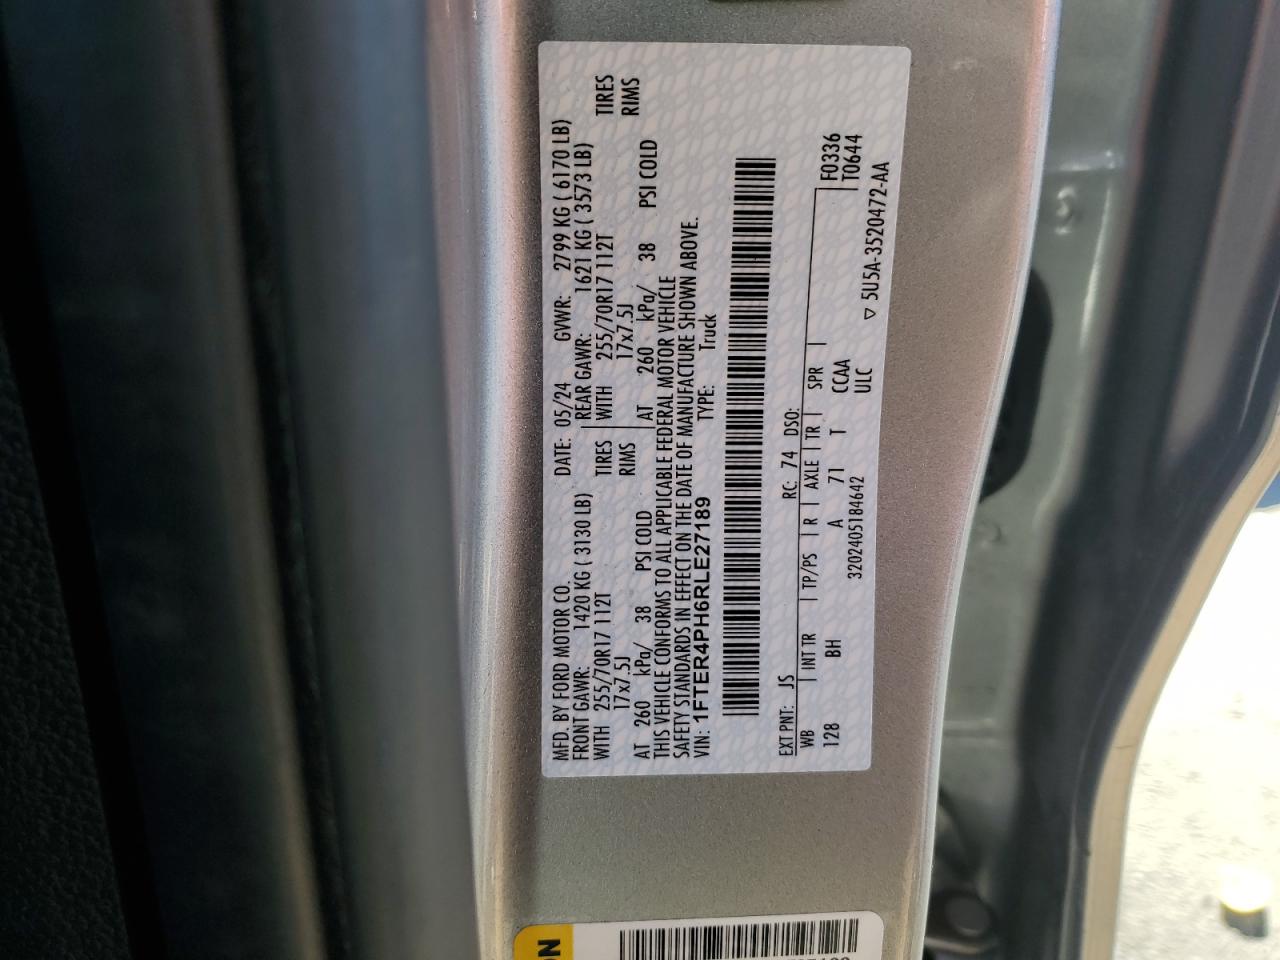 MFD. BY FORD MOTOR CO.
DATE: 05/24 GVWR: 2799 KG ( 6170 LB)
FRONT GAWR: 1420 KG ( 3130 LB) REAR GAWR: 1621 KG ( 3573 LB)
WITH 255/70R17 112T TIRES WITH 255/70R17 112T TIRES
17x7.5J RIMS 17x7.5J RIMS
AT 260 kPa/ 38 PSI COLD AT 260 kPa/ 38 PSI COLD
THIS VEHICLE CONFORMS TO ALL APPLICABLE FEDERAL MOTOR VEHICLE
SAFETY STANDARDS IN EFFECT ON THE DATE OF MANUFACTURE SHOWN ABOVE.
VIN: 1FTER4PH6RLE27189 TYPE: Truck
EXT PNT: JS RC: 74 DSO:
WB INT TR TP/PS R AXLE TR SPR F0336
128 BH A 71 T CCAA T0644
3202405184642 ULC
▽ 5U5A-3520472-AA